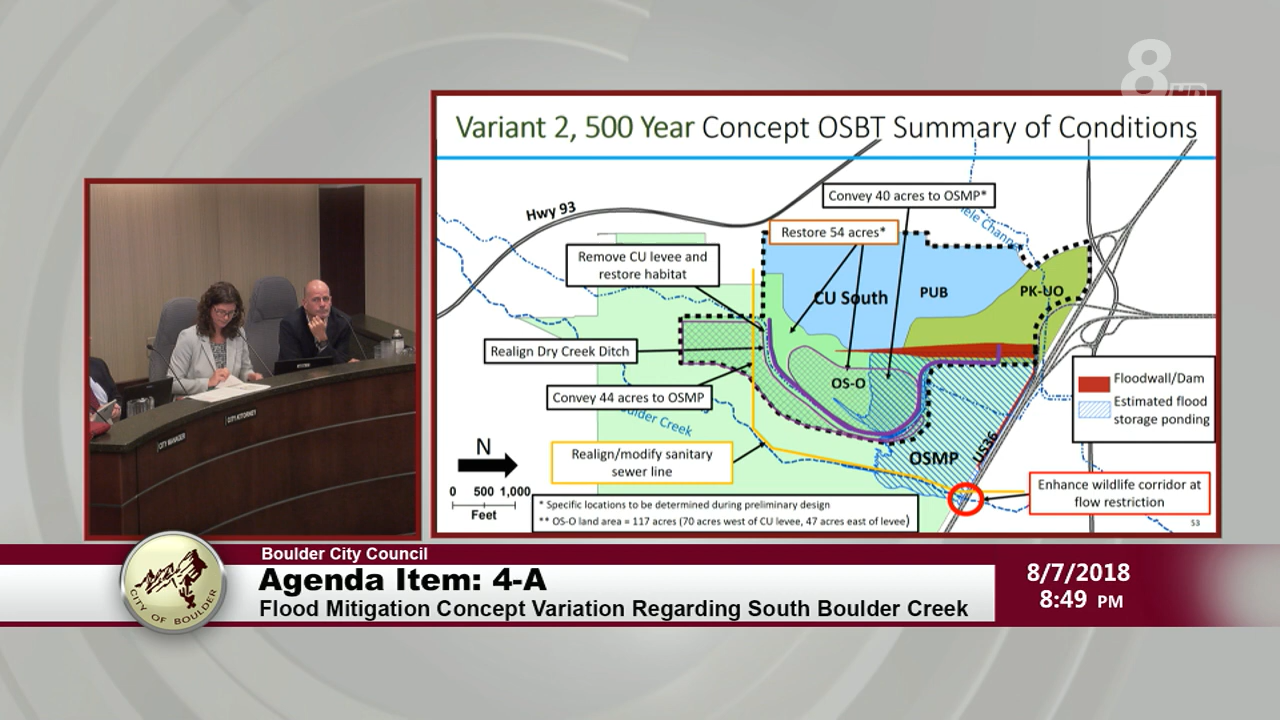 8
HD
Variant 2, 500 Year Concept OSBT Summary of Conditions
Convey 40 acres to OSMP*
Hwy 93
Restore 54 acres*
Remove CU levee and
restore habitat
CU South
PUB
PK-UO
Realign Dry Creek Ditch
OS-O
Floodwall/Dam
Estimated flood
storage ponding
Convey 44 acres to OSMP
Boulder Creek
N
Realign/modify sanitary
sewer line
OSMP
US36
Enhance wildlife corridor at
flow restriction
0 500 1,000
Feet
* Specific locations to be determined during preliminary design
** OS-O land area = 117 acres (70 acres west of CU levee, 47 acres east of levee)
53
CITY MANAGER
CITY ATTORNEY
Boulder City Council
Agenda Item: 4-A
Flood Mitigation Concept Variation Regarding South Boulder Creek
8/7/2018
8:49 PM
CITY OF BOULDER